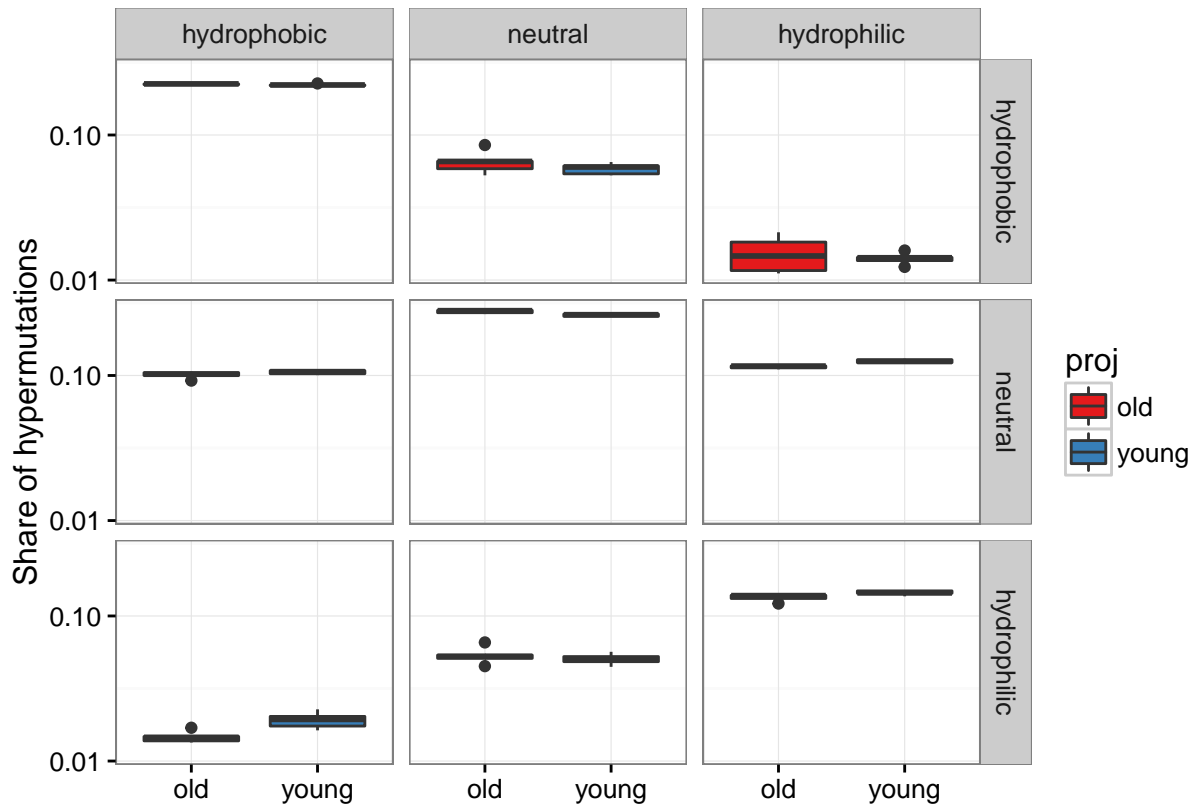 hydrophobic neutral hydrophilic
Share of hypermutations
0.10
0.01
hydrophobic
0.10
0.01
neutral
0.10
0.01
hydrophilic
old young old young old young
proj
old
young